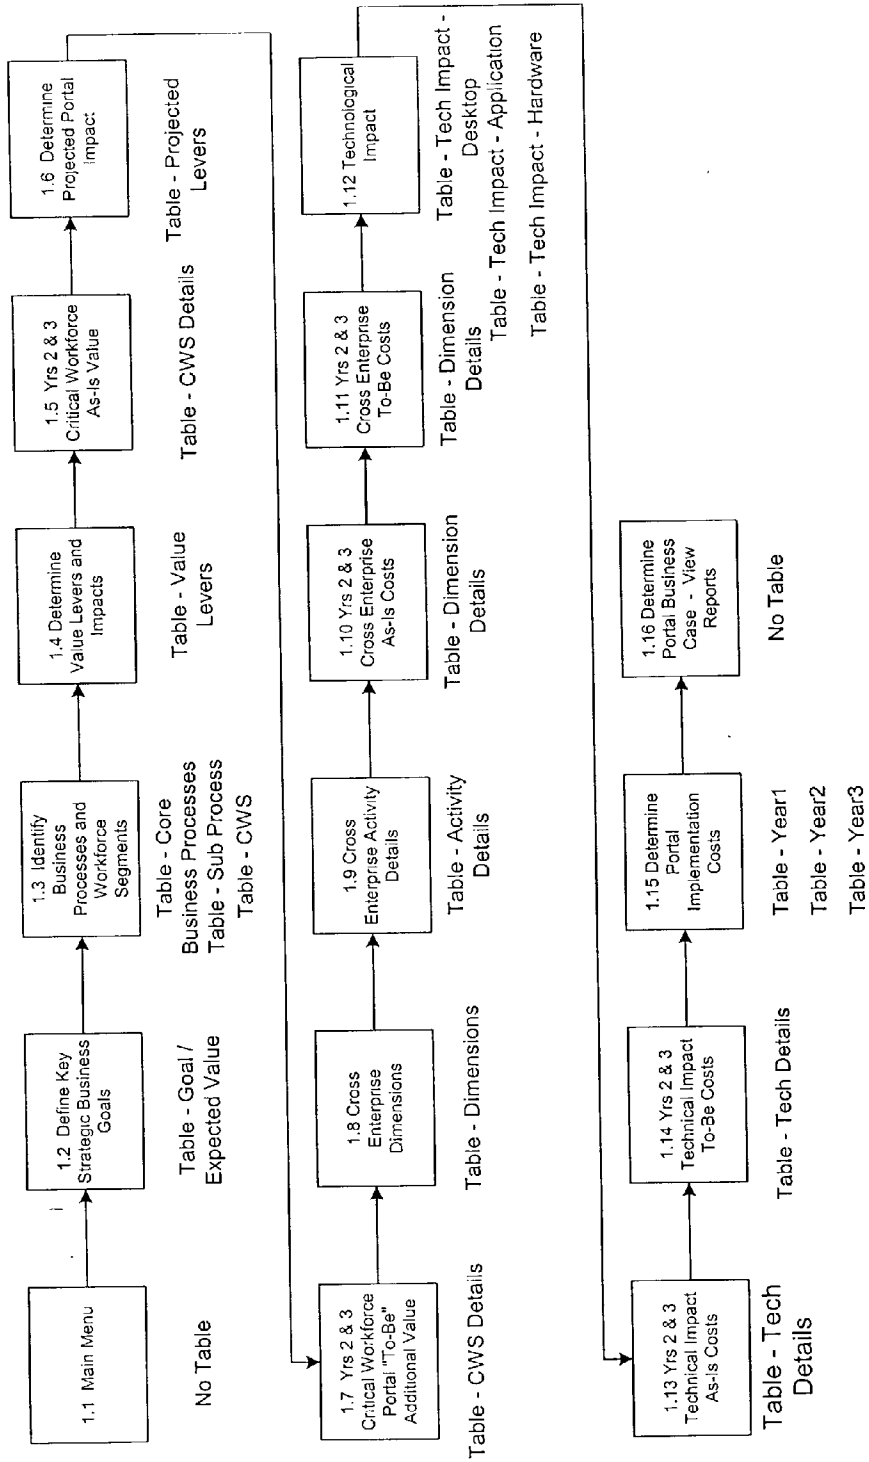 1.1 Main Menu
No Table
1.2 Define Key
Strategic Business
Goals
Table - Goal /
Expected Value
1.3 Identify
Business
Processes and
Workforce
Segments
Table - Core
Business Processes
Table - Sub Process
Table - CWS
1.4 Determine
Value Levers and
Impacts
Table - Value
Levers
1.5 Yrs 2 & 3
Critical Workforce
As-Is Value
Table - CWS Details
1.6 Determine
Projected Portal
Impact
Table - Projected
Levers
1.7 Yrs 2 & 3
Critical Workforce
Portal "To-Be"
Additional Value
Table - CWS Details
1.8 Cross
Enterprise
Dimensions
Table - Dimensions
1.9 Cross
Enterprise Activity
Details
Table - Activity
Details
1.10 Yrs 2 & 3
Cross Enterprise
As-Is Costs
Table - Dimension
Details
1.11 Yrs 2 & 3
Cross Enterprise
To-Be Costs
Table - Dimension
Details
1.12 Technological
Impact
Table - Tech Impact -
Desktop
Table - Tech Impact - Application
Table - Tech Impact - Hardware
1.13 Yrs 2 & 3
Technical Impact
As-Is Costs
Table - Tech
Details
1.14 Yrs 2 & 3
Technical Impact
To-Be Costs
Table - Tech Details
1.15 Determine
Portal
Implementation
Costs
Table - Year1
Table - Year2
Table - Year3
1.16 Determine
Portal Business
Case - View
Reports
No Table